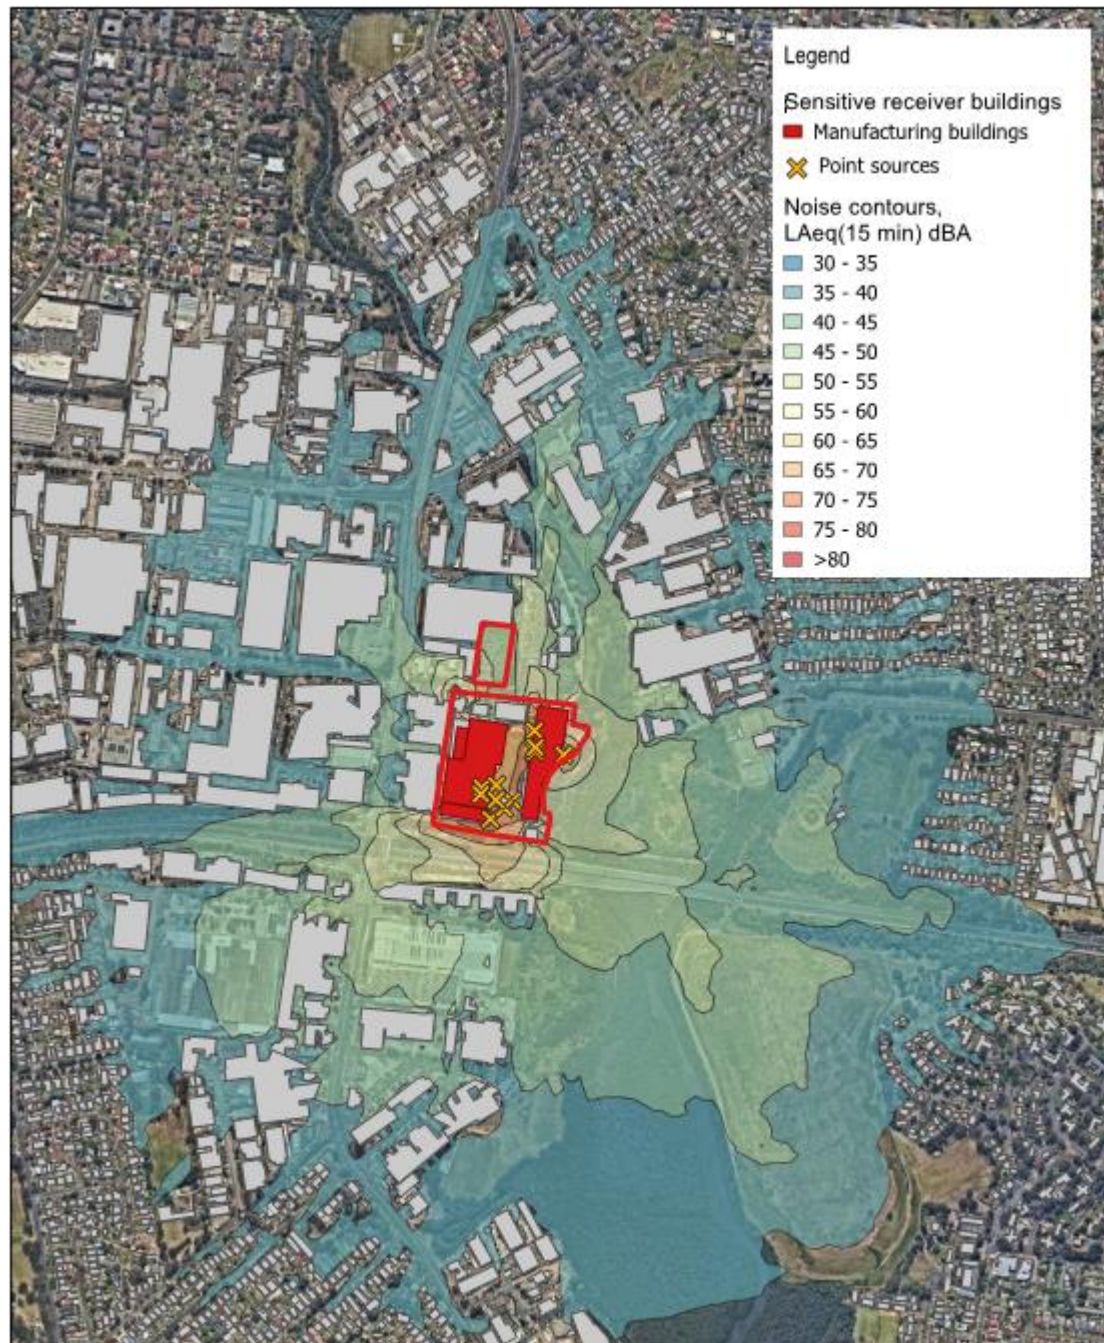 Legend
Sensitive receiver buildings
Manufacturing buildings
Point sources
Noise contours,
LAeq(15 min) dBA
30 - 35
35 - 40
40 - 45
45 - 50
50 - 55
55 - 60
60 - 65
65 - 70
70 - 75
75 - 80
>80